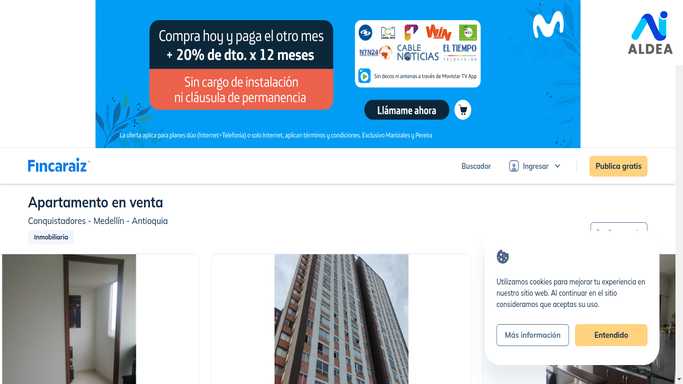 Compra hoy y paga el otro mes
+ 20% de dto. x 12 meses
Sin cargo de instalación
ni cláusula de permanencia
WIN
NTN24
CABLE
NOTICIAS
EL TIEMPO
TELEVISIÓN
Sin decos ni antenas a través de Movistar TV App
Llámame ahora
La oferta aplica para planes dúo (Internet+Telefonía) o solo Internet, aplican términos y condiciones. Exclusivo Manizales y Pereira
ALDEA
Fincaraiz
Buscador
Ingresar
Publica gratis
Apartamento en venta
Conquistadores - Medellín - Antioquia
Inmobiliaria
Utilizamos cookies para mejorar tu experiencia en
nuestro sitio web. Al continuar en el sitio
consideramos que aceptas su uso.
Más información
Entendido